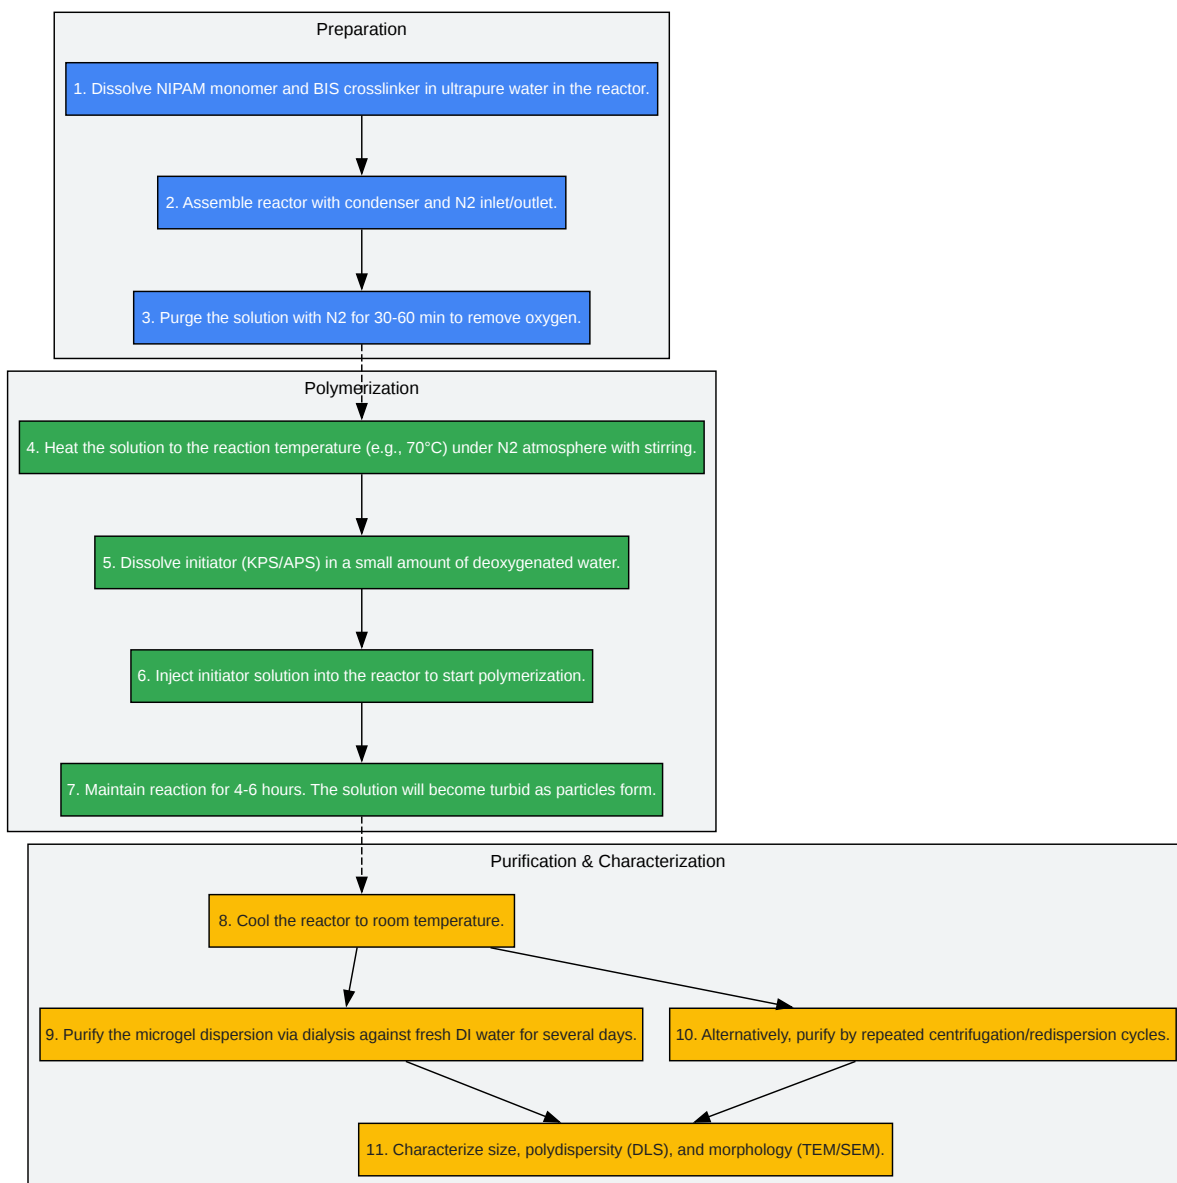 Preparation
1. Dissolve NIPAM monomer and BIS crosslinker in ultrapure water in the reactor.
2. Assemble reactor with condenser and N2 inlet/outlet.
3. Purge the solution with N2 for 30-60 min to remove oxygen.
Polymerization
4. Heat the solution to the reaction temperature (e.g., 70°C) under N2 atmosphere with stirring.
5. Dissolve initiator (KPS/APS) in a small amount of deoxygenated water.
6. Inject initiator solution into the reactor to start polymerization.
7. Maintain reaction for 4-6 hours. The solution will become turbid as particles form.
Purification & Characterization
8. Cool the reactor to room temperature.
9. Purify the microgel dispersion via dialysis against fresh DI water for several days.
10. Alternatively, purify by repeated centrifugation/redispersion cycles.
11. Characterize size, polydispersity (DLS), and morphology (TEM/SEM).